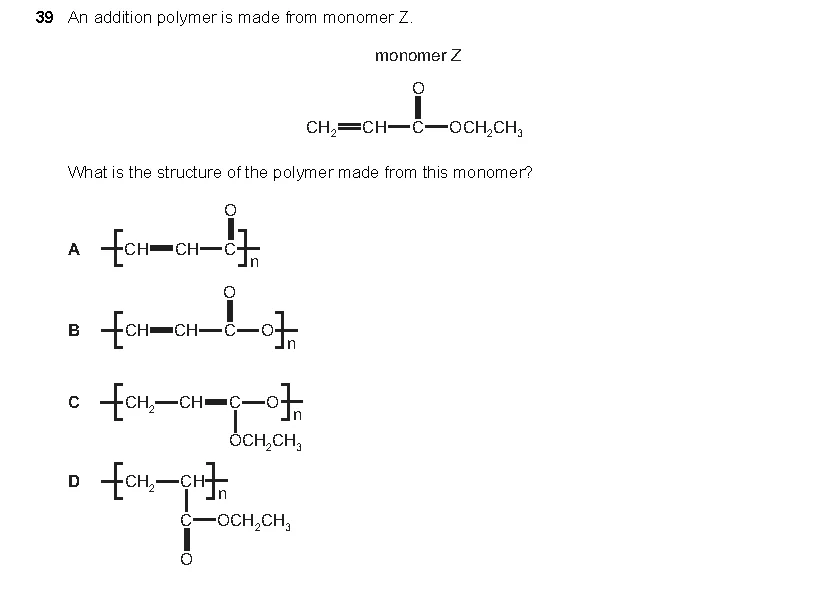 39 An addition polymer is made from monomer Z.
monomer Z
O
CH₂═CH—C—OCH₂CH₃
What is the structure of the polymer made from this monomer?
O
A [CH═CH—C]n
O
B [CH═CH—C—O]n
C [CH₂—CH═C—O]n
OCH₂CH₃
D [CH₂—CH]n
C—OCH₂CH₃
O